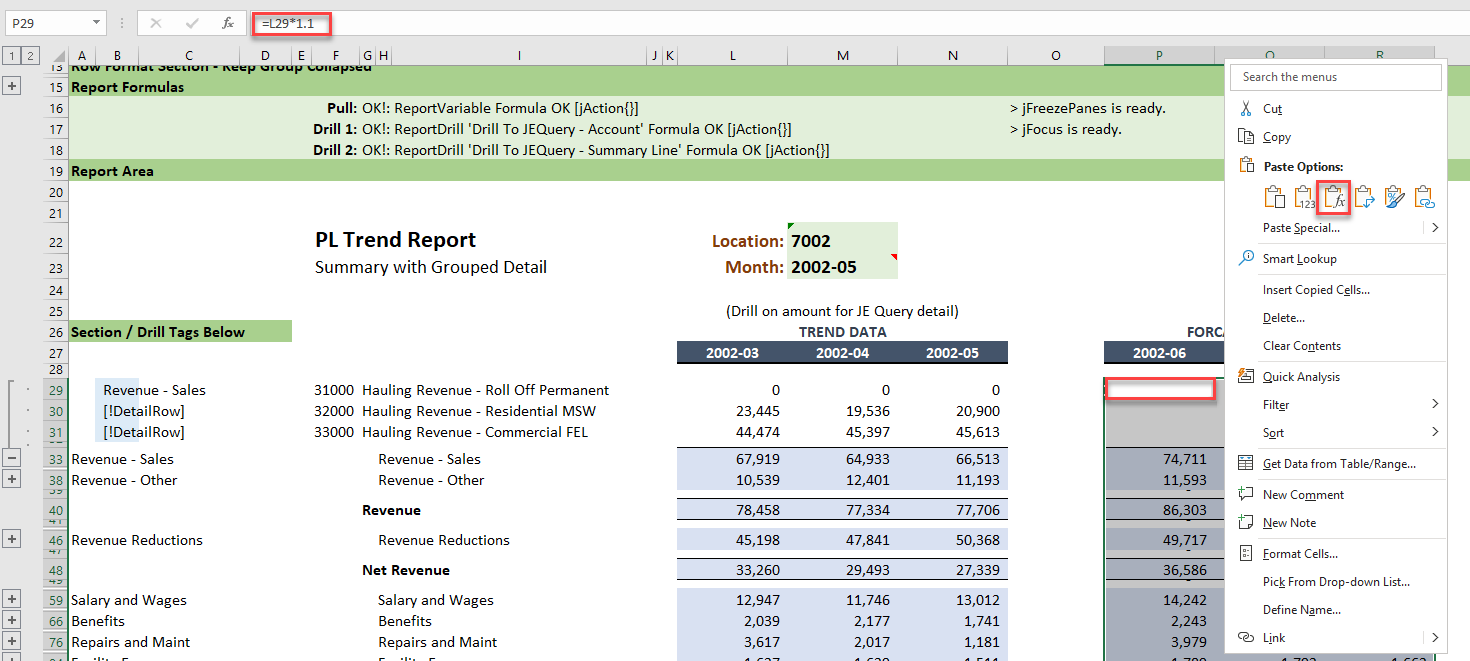 P29 fx =L29*1.1
1 2 A B C D E F G H I J K L M N O P Q R
13 Row Format Section - Keep Group Collapsed
15 Report Formulas
16 Pull: OK!: ReportVariable Formula OK [jAction{}] > jFreezePanes is ready.
17 Drill 1: OK!: ReportDrill 'Drill To JEQuery - Account' Formula OK [jAction{}] > jFocus is ready.
18 Drill 2: OK!: ReportDrill 'Drill To JEQuery - Summary Line' Formula OK [jAction{}]
19 Report Area
20
21
22 PL Trend Report Location: 7002
23 Summary with Grouped Detail Month: 2002-05
24
25 (Drill on amount for JE Query detail)
26 Section / Drill Tags Below TREND DATA
27 2002-03 2002-04 2002-05 2002-06
28
29 Revenue - Sales 31000 Hauling Revenue - Roll Off Permanent 0 0 0
30 [!DetailRow] 32000 Hauling Revenue - Residential MSW 23,445 19,536 20,900
31 [!DetailRow] 33000 Hauling Revenue - Commercial FEL 44,474 45,397 45,613
33 Revenue - Sales Revenue - Sales 67,919 64,933 66,513 74,711
38 Revenue - Other Revenue - Other 10,539 12,401 11,193 11,593
39
40 Revenue 78,458 77,334 77,706 86,303
41
46 Revenue Reductions Revenue Reductions 45,198 47,841 50,368 49,717
47
48 Net Revenue 33,260 29,493 27,339 36,586
49
59 Salary and Wages Salary and Wages 12,947 11,746 13,012 14,242
66 Benefits Benefits 2,039 2,177 1,741 2,243
76 Repairs and Maint Repairs and Maint 3,617 2,017 1,181 3,979
Search the menus
Cut
Copy
Paste Options:
123 fx
Paste Special...
Smart Lookup
Insert Copied Cells...
Delete...
Clear Contents
Quick Analysis
Filter
Sort
Get Data from Table/Range...
New Comment
New Note
Format Cells...
Pick From Drop-down List...
Define Name...
Link